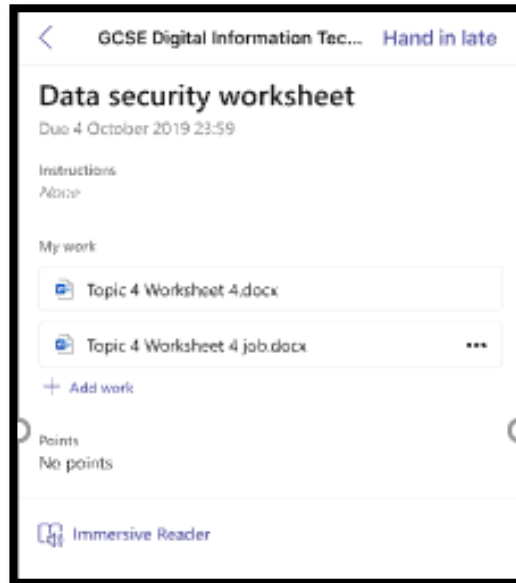 GCSE Digital Information Tec... Hand in late
Data security worksheet
Due 4 October 2019 23:59
Instructions
None
My work
Topic 4 Worksheet 4.docx
Topic 4 Worksheet 4 job.docx
+ Add work
Points
No points
Immersive Reader